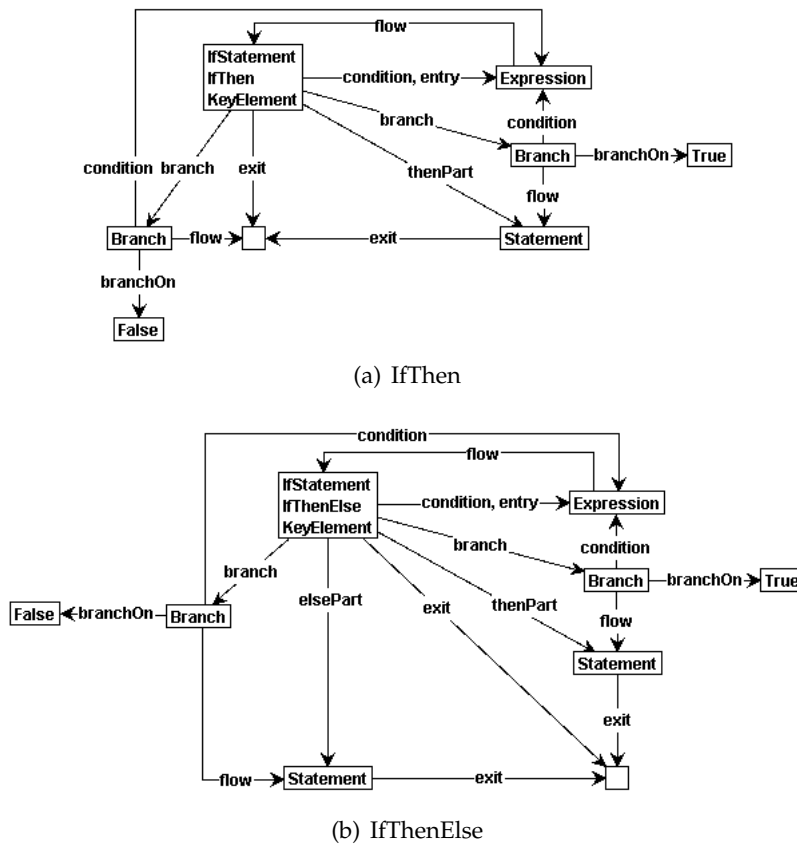 flow
IfStatement
IfThen
KeyElement
condition, entry
Expression
branch
condition
Branch
branchOn
True
condition
branch
exit
thenPart
flow
Branch
flow
exit
Statement
branchOn
False
(a) IfThen
condition
flow
IfStatement
IfThenElse
KeyElement
condition, entry
Expression
branch
condition
branch
Branch
branchOn
True
False
branchOn
Branch
elsePart
exit
thenPart
flow
Statement
exit
flow
Statement
exit
(b) IfThenElse